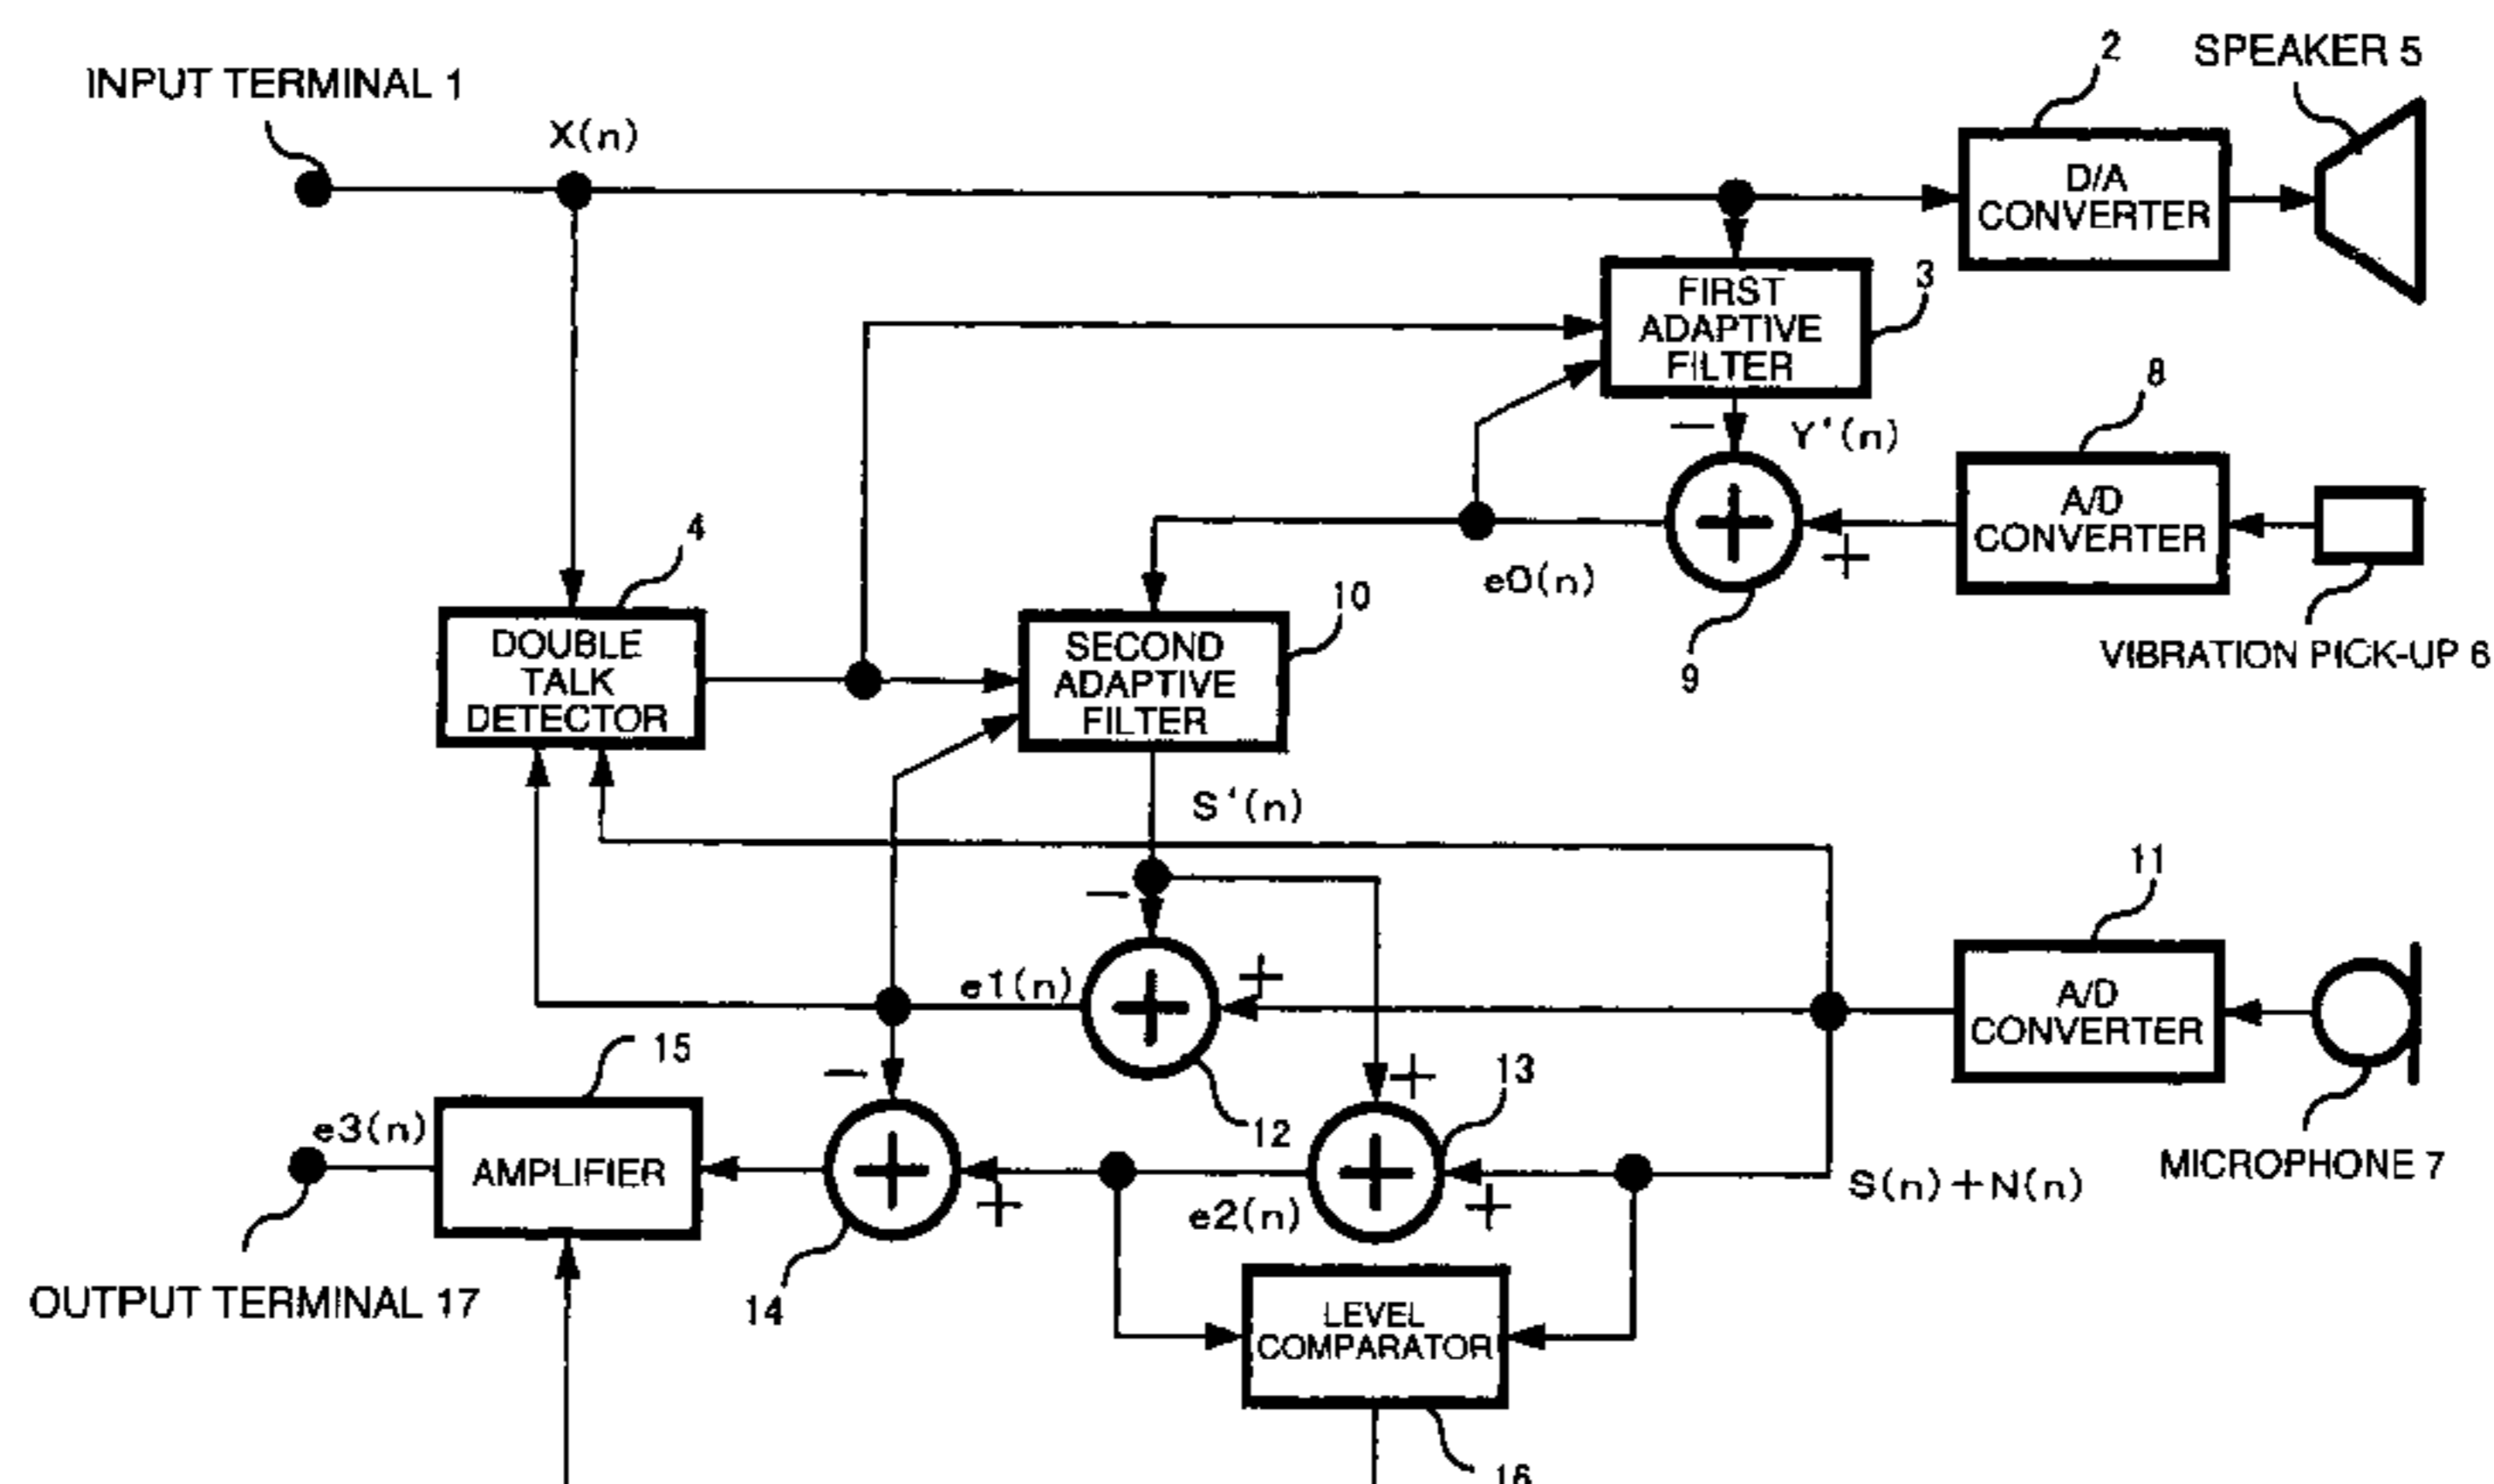 2
SPEAKER 5
INPUT TERMINAL 1
X(n)
D/A
CONVERTER
3
FIRST
ADAPTIVE
FILTER
8
—
Y'(n)
A/D
CONVERTER
4
+
e0(n)
10
DOUBLE
TALK
DETECTOR
SECOND
ADAPTIVE
FILTER
9
VIBRATION PICK-UP 6
S'(n)
11
—
+
e1(n)
A/D
CONVERTER
15
—
+
13
e3(n)
12
AMPLIFIER
MICROPHONE 7
+
e2(n)
+
S(n)+N(n)
OUTPUT TERMINAL 17
14
LEVEL
COMPARATOR
16